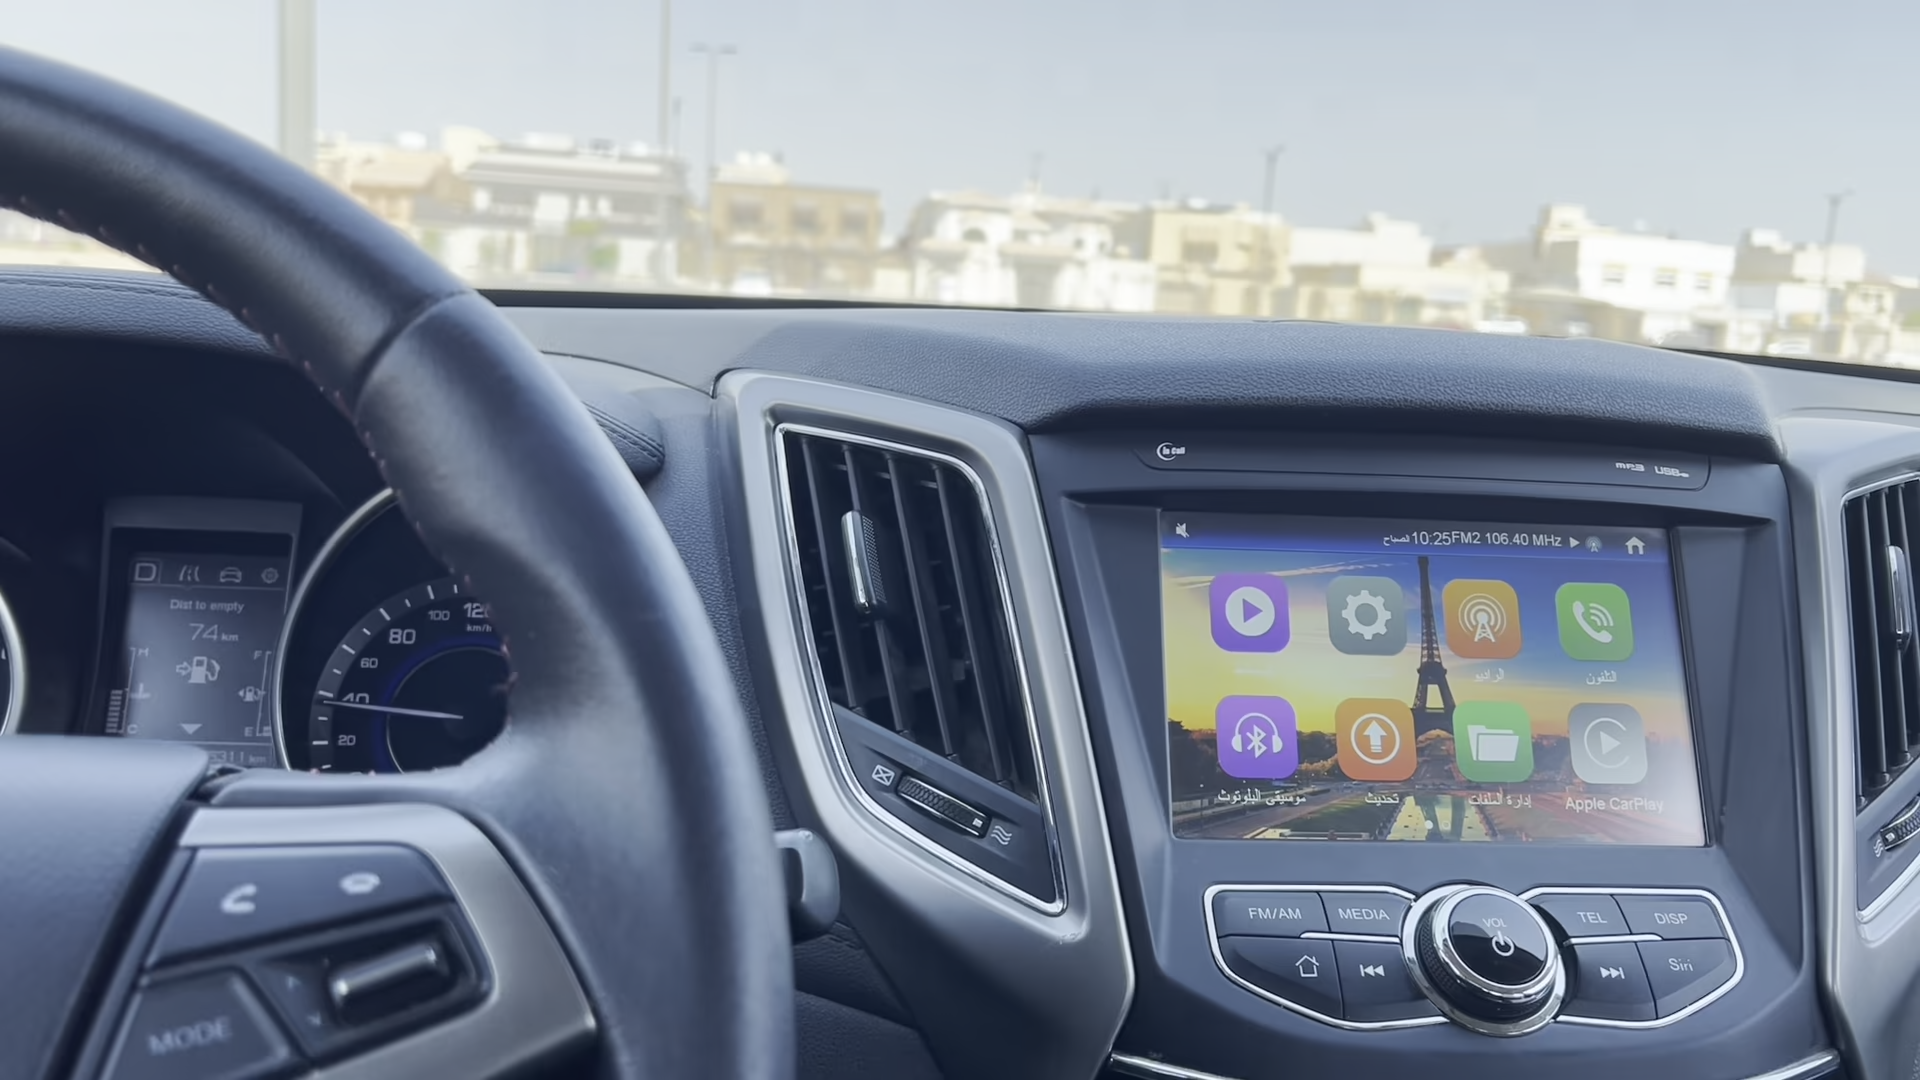 Dist to empty
74 km
H
F
C
E
120
100
km/h
80
60
40
20
MODE
in Call
mp3 USB
10:25 الصباح FM2 106.40 MHz
الراديو
التلفون
موسيقى البلوتوث
تحديث
إدارة الملفات
Apple CarPlay
FM/AM
MEDIA
VOL
TEL
DISP
Siri